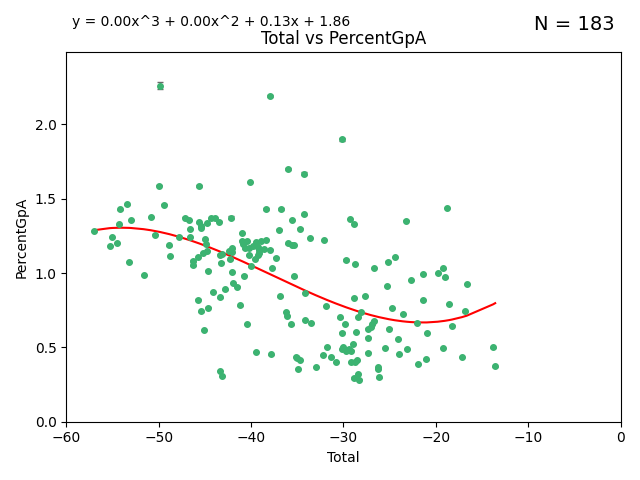 y = 0.00x^3 + 0.00x^2 + 0.13x + 1.86
N = 183
Total vs PercentGpA
PercentGpA
2.0
1.5
1.0
0.5
0.0
−60
−50
−40
−30
−20
−10
0
Total